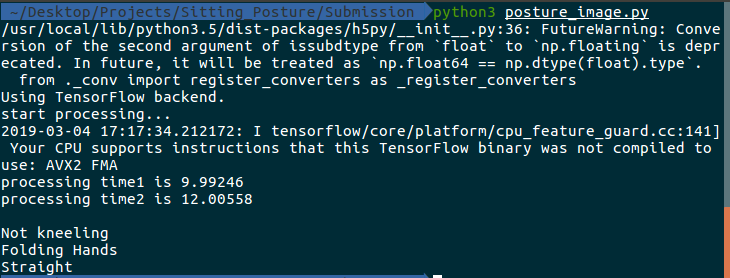 ~/Desktop/Projects/Sitting Posture/Submission python3 posture_image.py
/usr/local/lib/python3.5/dist-packages/h5py/__init__.py:36: FutureWarning: Conve
rsion of the second argument of issubdtype from `float` to `np.floating` is depr
ecated. In future, it will be treated as `np.float64 == np.dtype(float).type`.
from ._conv import register_converters as _register_converters
Using TensorFlow backend.
start processing...
2019-03-04 17:17:34.212172: I tensorflow/core/platform/cpu_feature_guard.cc:141]
Your CPU supports instructions that this TensorFlow binary was not compiled to
use: AVX2 FMA
processing time1 is 9.99246
processing time2 is 12.00558
Not kneeling
Folding Hands
Straight